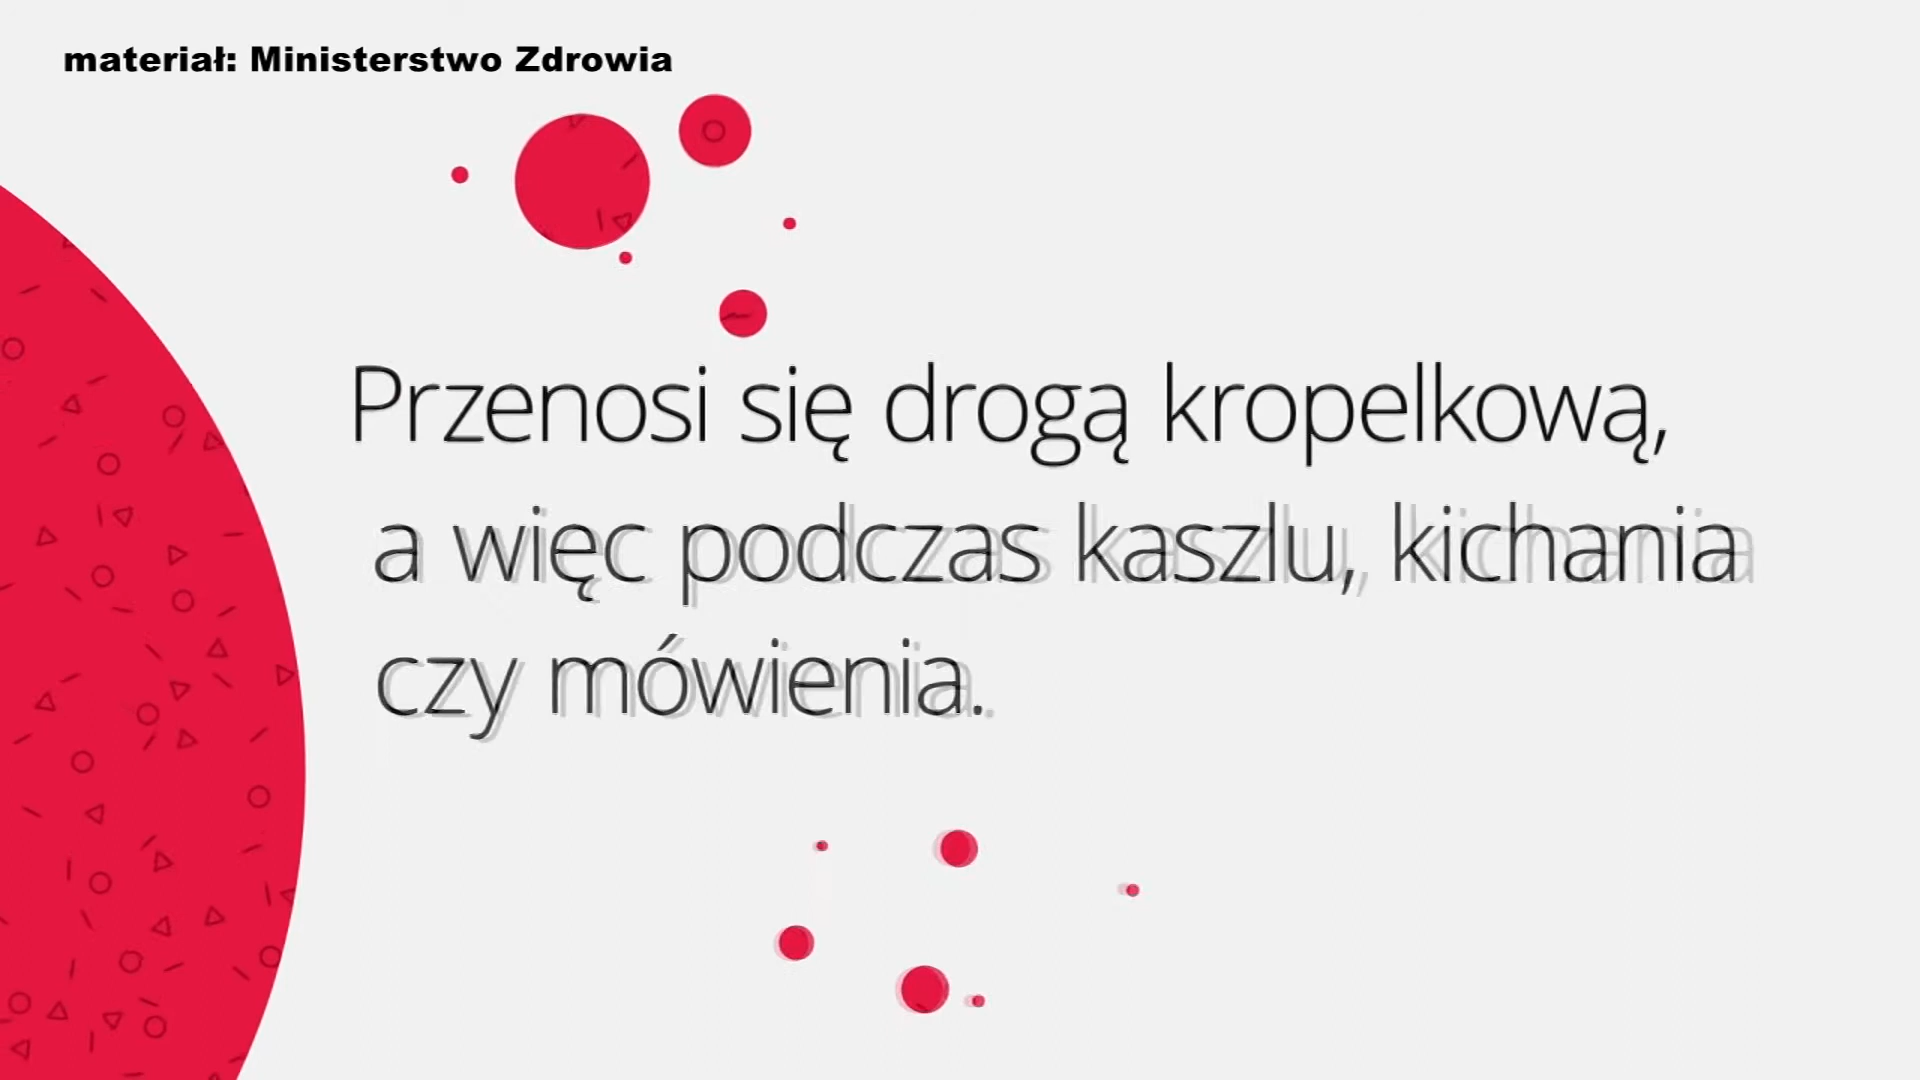 materiał: Ministerstwo Zdrowia
Przenosi się drogą kropelkową,
a więc podczas kaszlu, kichania
czy mówienia.